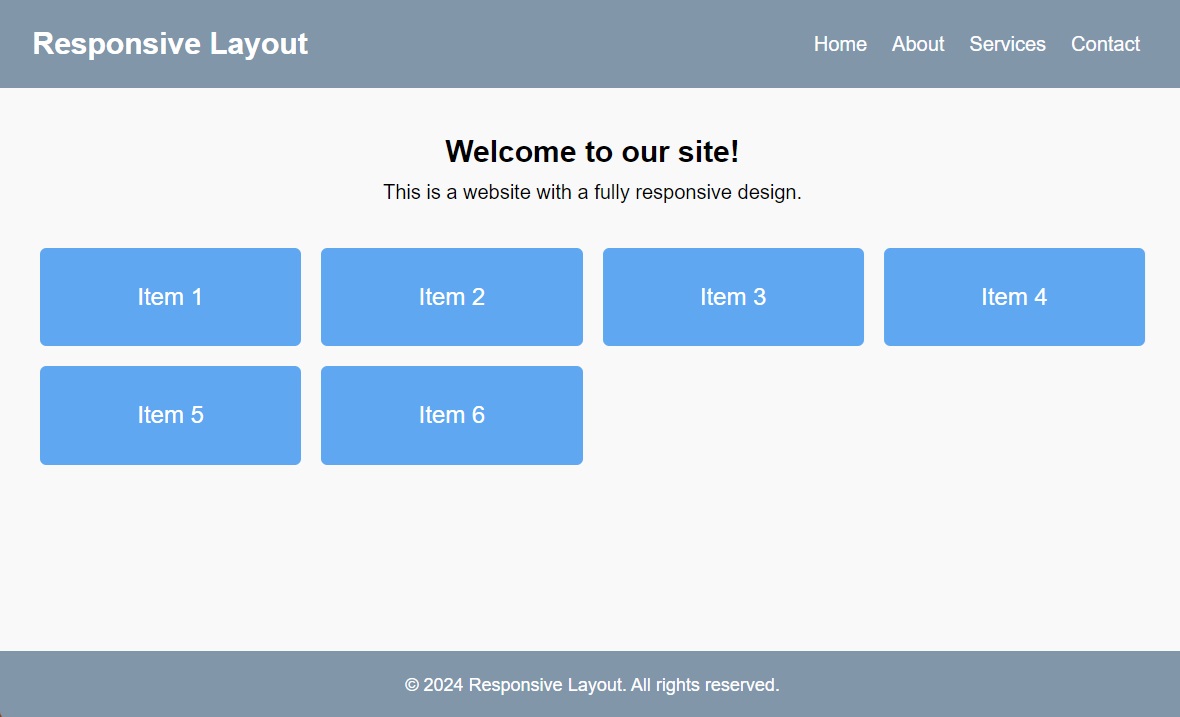 Responsive Layout
Home About Services Contact
Welcome to our site!
This is a website with a fully responsive design.
Item 1 Item 2 Item 3 Item 4
Item 5 Item 6
© 2024 Responsive Layout. All rights reserved.